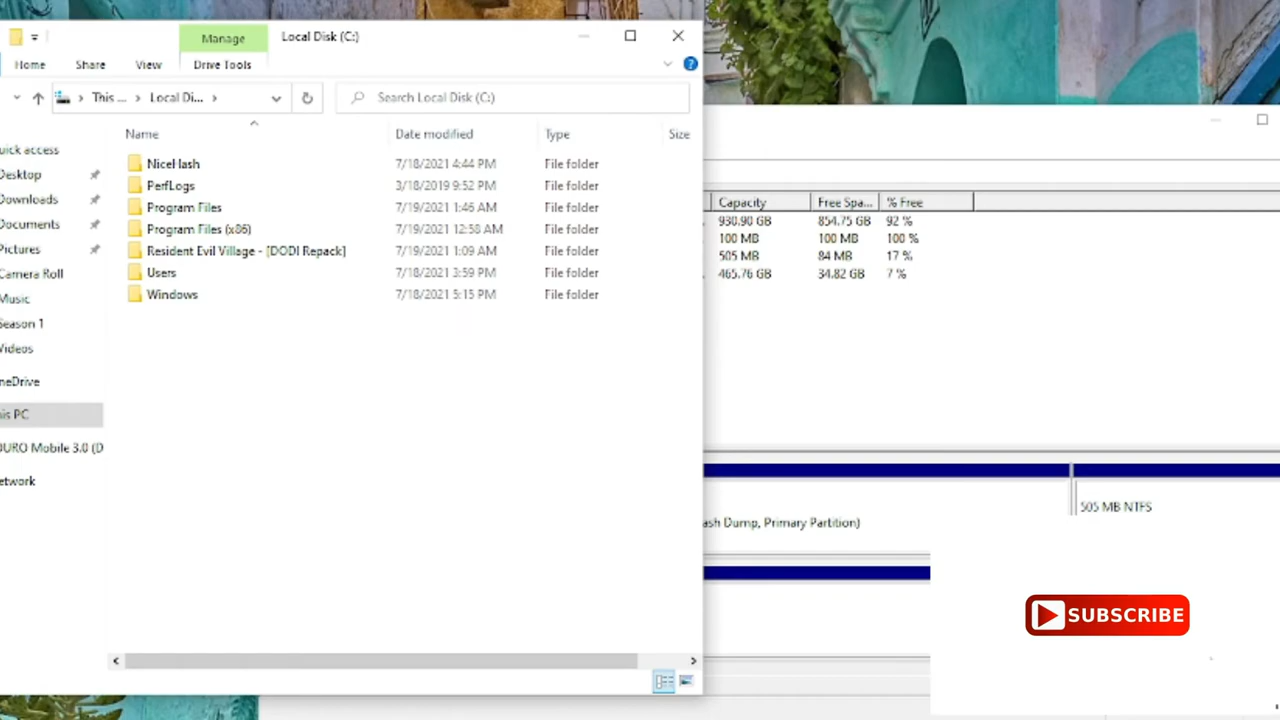 Manage
Local Disk (C:)
Home
Share
View
Drive Tools
This ...
Local Di...
Search Local Disk (C:)
Name
Date modified
Type
Size
uick access
Desktop
Downloads
Documents
Pictures
Camera Roll
Music
Season 1
Videos
neDrive
is PC
DURO Mobile 3.0 (D
etwork
NiceHash 7/18/2021 4:44 PM File folder
PerfLogs 3/18/2019 9:52 PM File folder
Program Files 7/19/2021 1:46 AM File folder
Program Files (x86) 7/19/2021 12:58 AM File folder
Resident Evil Village - [DODI Repack] 7/19/2021 1:09 AM File folder
Users 7/18/2021 3:59 PM File folder
Windows 7/18/2021 5:15 PM File folder
Capacity Free Spa... % Free
930.90 GB 854.75 GB 92 %
100 MB 100 MB 100 %
505 MB 84 MB 17 %
465.76 GB 34.82 GB 7 %
505 MB NTFS
ash Dump, Primary Partition)
SUBSCRIBE